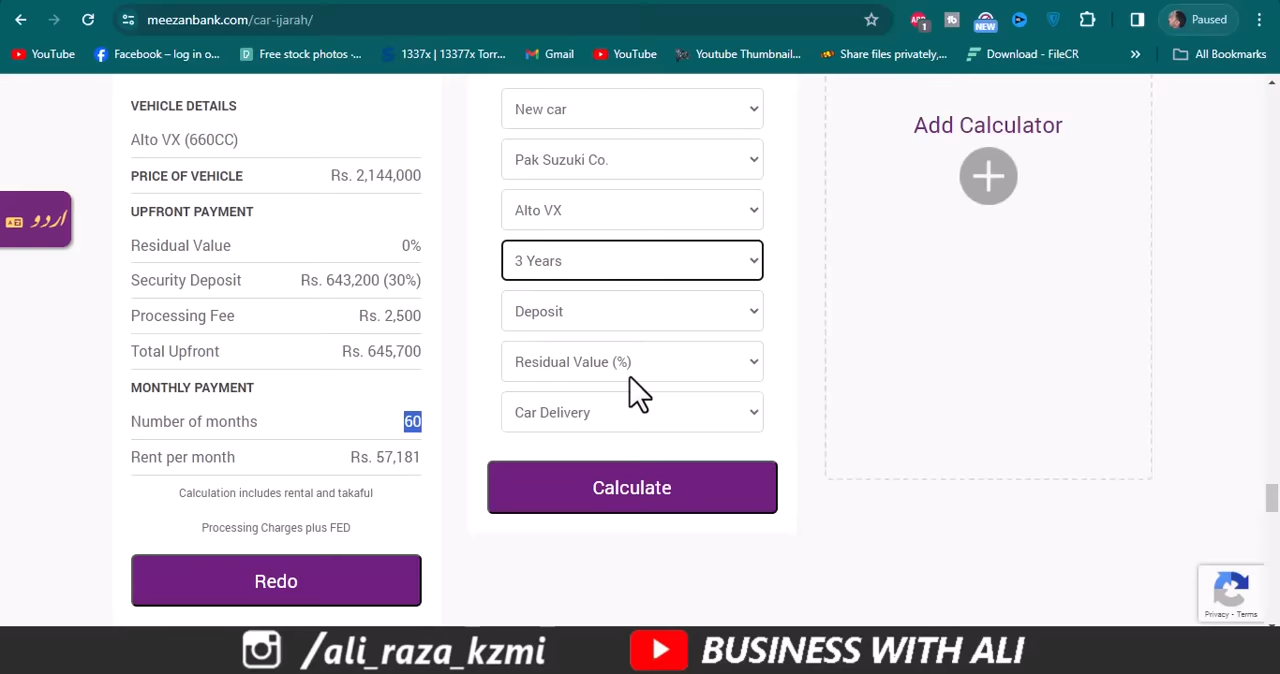 meezanbank.com/car-ijarah/
1
NEW
Paused
YouTube
Facebook – log in o...
Free stock photos -...
1337x | 13377x Torr...
Gmail
YouTube
Youtube Thumbnail...
Share files privately,...
Download - FileCR
»
All Bookmarks
VEHICLE DETAILS
Alto VX (660CC)
PRICE OF VEHICLE Rs. 2,144,000
UPFRONT PAYMENT
Residual Value 0%
Security Deposit Rs. 643,200 (30%)
Processing Fee Rs. 2,500
Total Upfront Rs. 645,700
MONTHLY PAYMENT
Number of months 60
Rent per month Rs. 57,181
Calculation includes rental and takaful
Processing Charges plus FED
Redo
اردو
New car
Pak Suzuki Co.
Alto VX
3 Years
Deposit
Residual Value (%)
Car Delivery
Calculate
Add Calculator
Privacy - Terms
/ali_raza_kzmi
BUSINESS WITH ALI